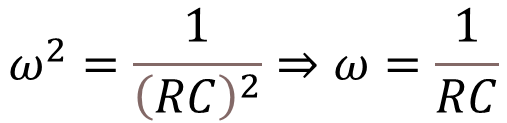 ω² = 1/(RC)² ⇒ ω = 1/RC